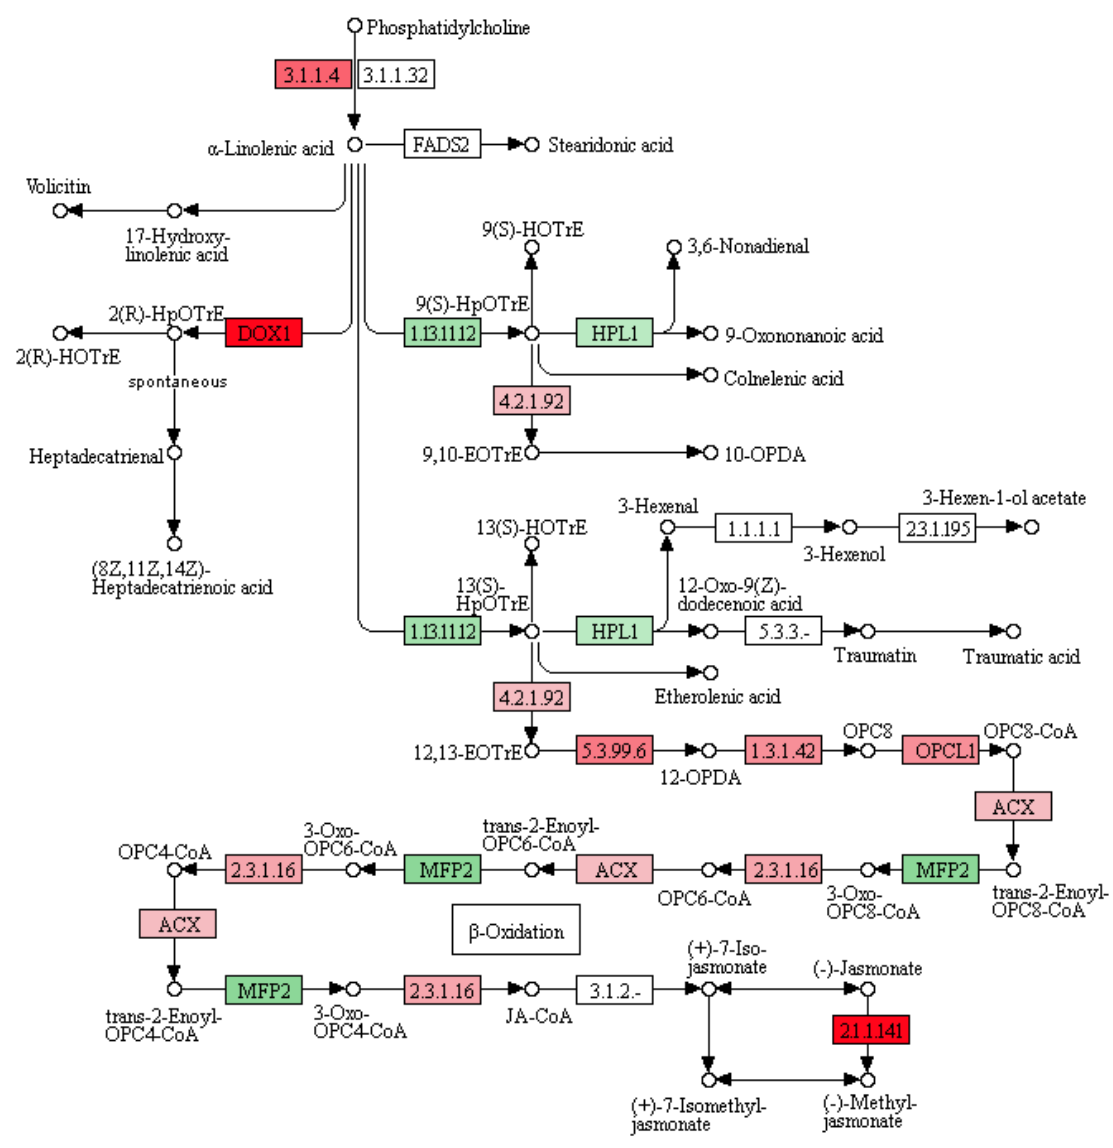 Phosphatidylcholine
3.1.1.4
3.1.1.32
α-Linolenic acid
FADS2
Stearidonic acid
Volicitin
17-Hydroxy-
linolenic acid
9(S)-HOTrE
3,6-Nonadienal
2(R)-HpOTrE
DOX1
9(S)-HpOTrE
1.13.11.12
HPL1
9-Oxononanoic acid
2(R)-HOTrE
spontaneous
Colnelenic acid
4.2.1.92
Heptadecatrienal
9,10-EOTrE
10-OPDA
3-Hexenal
3-Hexen-1-ol acetate
13(S)-HOTrE
1.1.1.1
2.3.1.195
3-Hexenol
(8Z,11Z,14Z)-
Heptadecatrienoic acid
13(S)-
HpOTrE
12-Oxo-9(Z)-
dodecenoic acid
1.13.11.12
HPL1
5.3.3.-
Traumatin
Traumatic acid
4.2.1.92
Etherolenic acid
12,13-EOTrE
5.3.99.6
12-OPDA
1.3.1.42
OPC8
OPCL1
OPC8-CoA
ACX
OPC4-CoA
2.3.1.16
3-Oxo-
OPC6-CoA
MFP2
trans-2-Enoyl-
OPC6-CoA
ACX
OPC6-CoA
2.3.1.16
3-Oxo-
OPC8-CoA
MFP2
trans-2-Enoyl-
OPC8-CoA
ACX
β-Oxidation
(+)-7-Iso-
jasmonate
(-)-Jasmonate
trans-2-Enoyl-
OPC4-CoA
MFP2
3-Oxo-
OPC4-CoA
2.3.1.16
JA-CoA
3.1.2.-
2.1.1.141
(+)-7-Isomethyl-
jasmonate
(-)-Methyl-
jasmonate